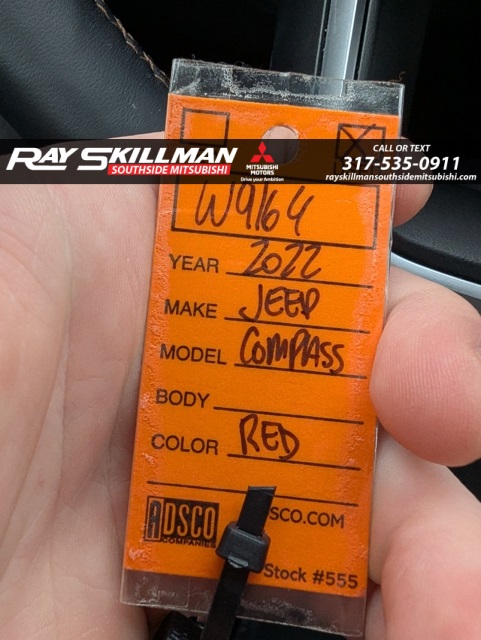 RAY SKILLMAN
SOUTHSIDE MITSUBISHI
MITSUBISHI
MOTORS
Drive your Ambition
CALL OR TEXT
317-535-0911
rayskillmansouthsidemitsubishi.com
W9164
YEAR 2022
MAKE JEEP
MODEL COMPASS
BODY
COLOR RED
ADSCO
COMPANIES
SCO.COM
Stock #555